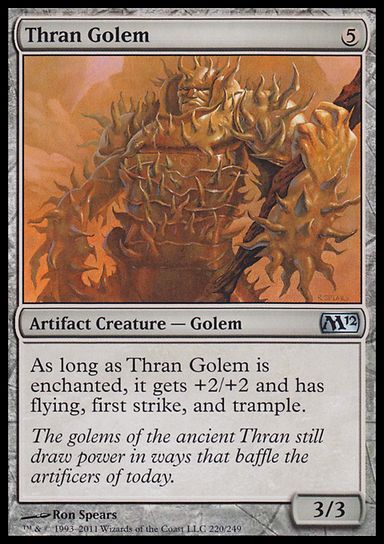 Thran Golem 5
Artifact Creature — Golem M12
As long as Thran Golem is
enchanted, it gets +2/+2 and has
flying, first strike, and trample.
The golems of the ancient Thran still
draw power in ways that baffle the
artificers of today.
3/3
Ron Spears
™ & © 1993–2011 Wizards of the Coast LLC 220/249